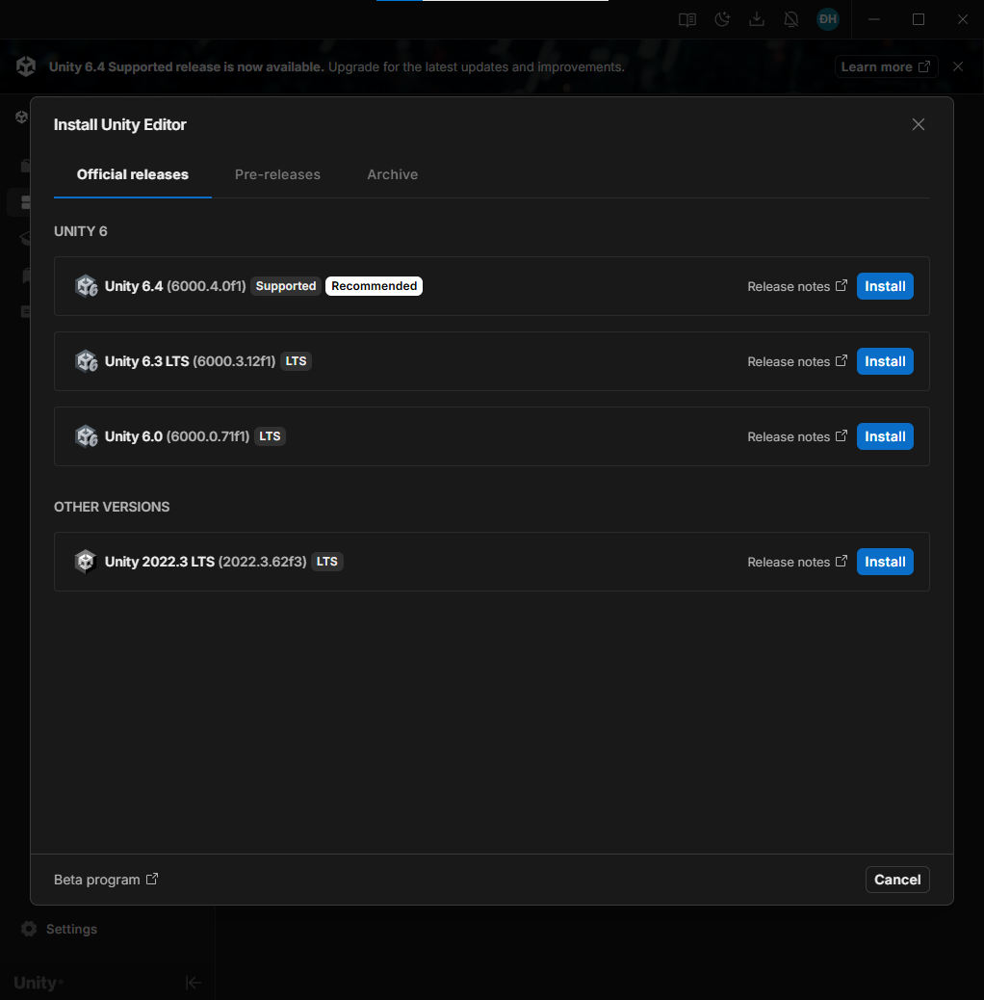 ĐH
Unity 6.4 Supported release is now available. Upgrade for the latest updates and improvements. Learn more
Install Unity Editor
Official releases Pre-releases Archive
UNITY 6
Unity 6.4 (6000.4.0f1) Supported Recommended Release notes Install
Unity 6.3 LTS (6000.3.12f1) LTS Release notes Install
Unity 6.0 (6000.0.71f1) LTS Release notes Install
OTHER VERSIONS
Unity 2022.3 LTS (2022.3.62f3) LTS Release notes Install
Beta program Cancel
Settings
Unity